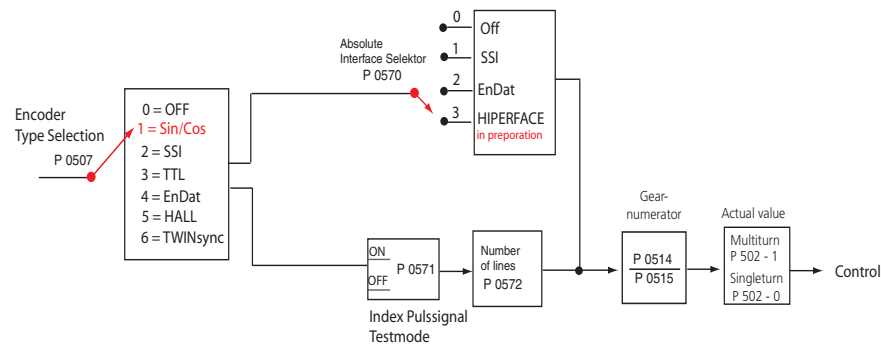 Encoder
Type Selection
P 0507
0 = OFF
1 = Sin/Cos
2 = SSI
3 = TTL
4 = EnDat
5 = HALL
6 = TWINsync
Absolute
Interface Selektor
P 0570
0
Off
1
SSI
2
EnDat
3
HIPERFACE
in preporation
ON
OFF
P 0571
Index Pulssignal
Testmode
Number
of lines
P 0572
Gear-
numerator
P 0514
P 0515
Actual value
Multiturn
P 502 - 1
Singleturn
P 502 - 0
Control